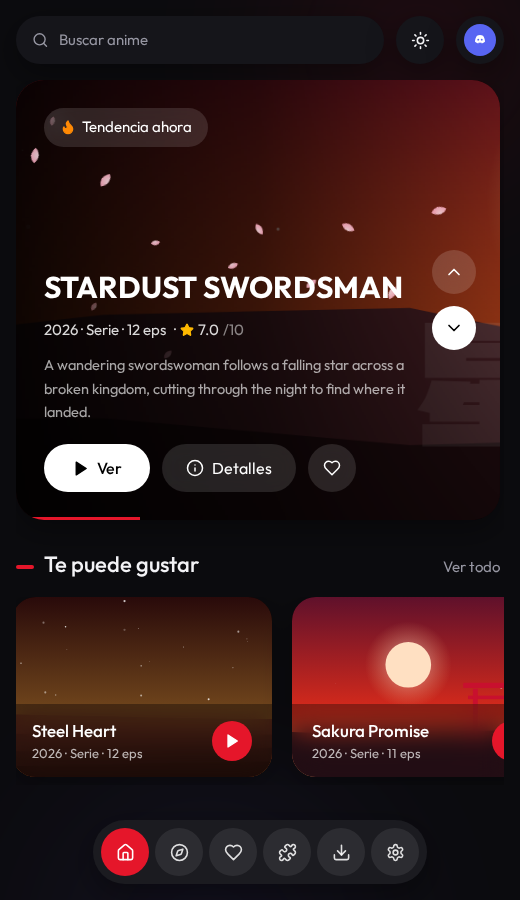 Buscar anime
Tendencia ahora
STARDUST SWORDSMAN
2026 · Serie · 12 eps · 7.0 /10
A wandering swordswoman follows a falling star across a
broken kingdom, cutting through the night to find where it
landed.
Ver
Detalles
Te puede gustar
Ver todo
Steel Heart
2026 · Serie · 12 eps
Sakura Promise
2026 · Serie · 11 eps